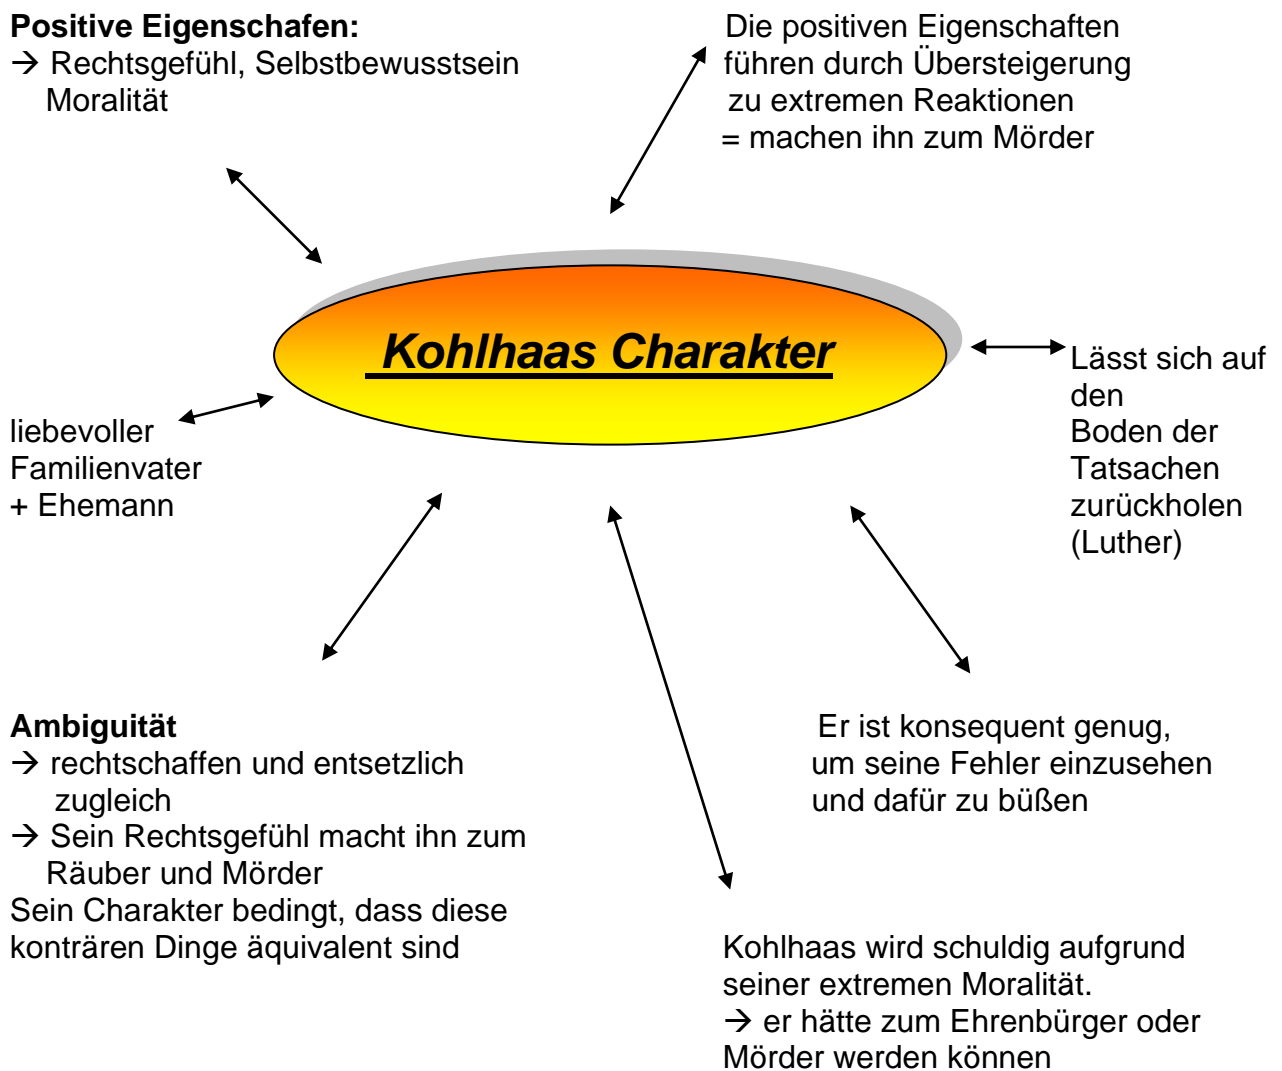 Positive Eigenschafen:
→ Rechtsgefühl, Selbstbewusstsein
Moralität
Die positiven Eigenschaften
führen durch Übersteigerung
zu extremen Reaktionen
= machen ihn zum Mörder
Kohlhaas Charakter
Lässt sich auf
den
Boden der
Tatsachen
zurückholen
(Luther)
liebevoller
Familienvater
+ Ehemann
Ambiguität
→ rechtschaffen und entsetzlich
zugleich
→ Sein Rechtsgefühl macht ihn zum
Räuber und Mörder
Sein Charakter bedingt, dass diese
konträren Dinge äquivalent sind
Er ist konsequent genug,
um seine Fehler einzusehen
und dafür zu büßen
Kohlhaas wird schuldig aufgrund
seiner extremen Moralität.
→ er hätte zum Ehrenbürger oder
Mörder werden können